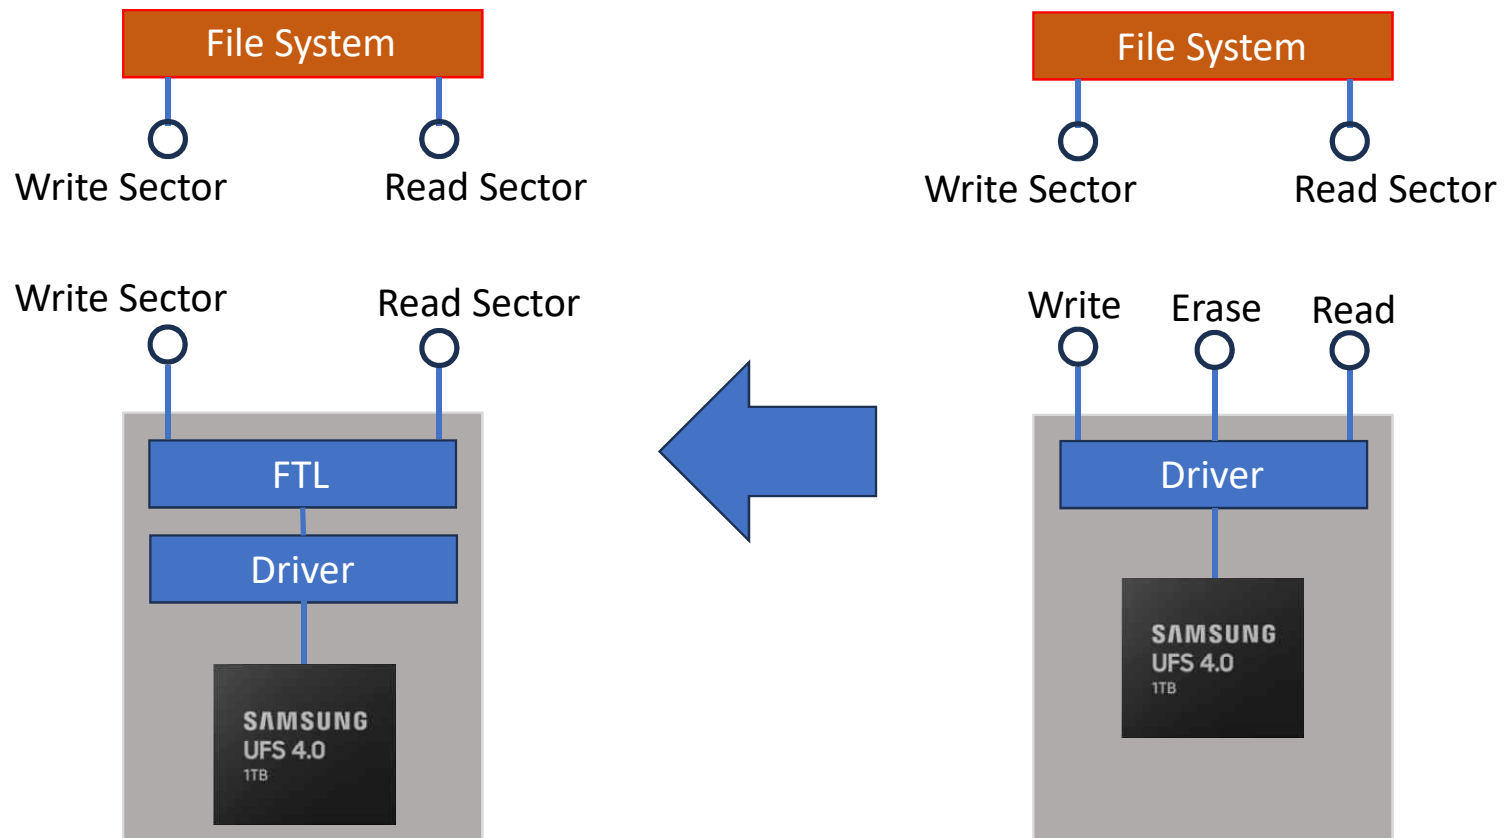 File System
Write Sector
Read Sector
Write Sector
Read Sector
FTL
Driver
SAMSUNG
UFS 4.0
1TB
File System
Write Sector
Read Sector
Write
Erase
Read
Driver
SAMSUNG
UFS 4.0
1TB